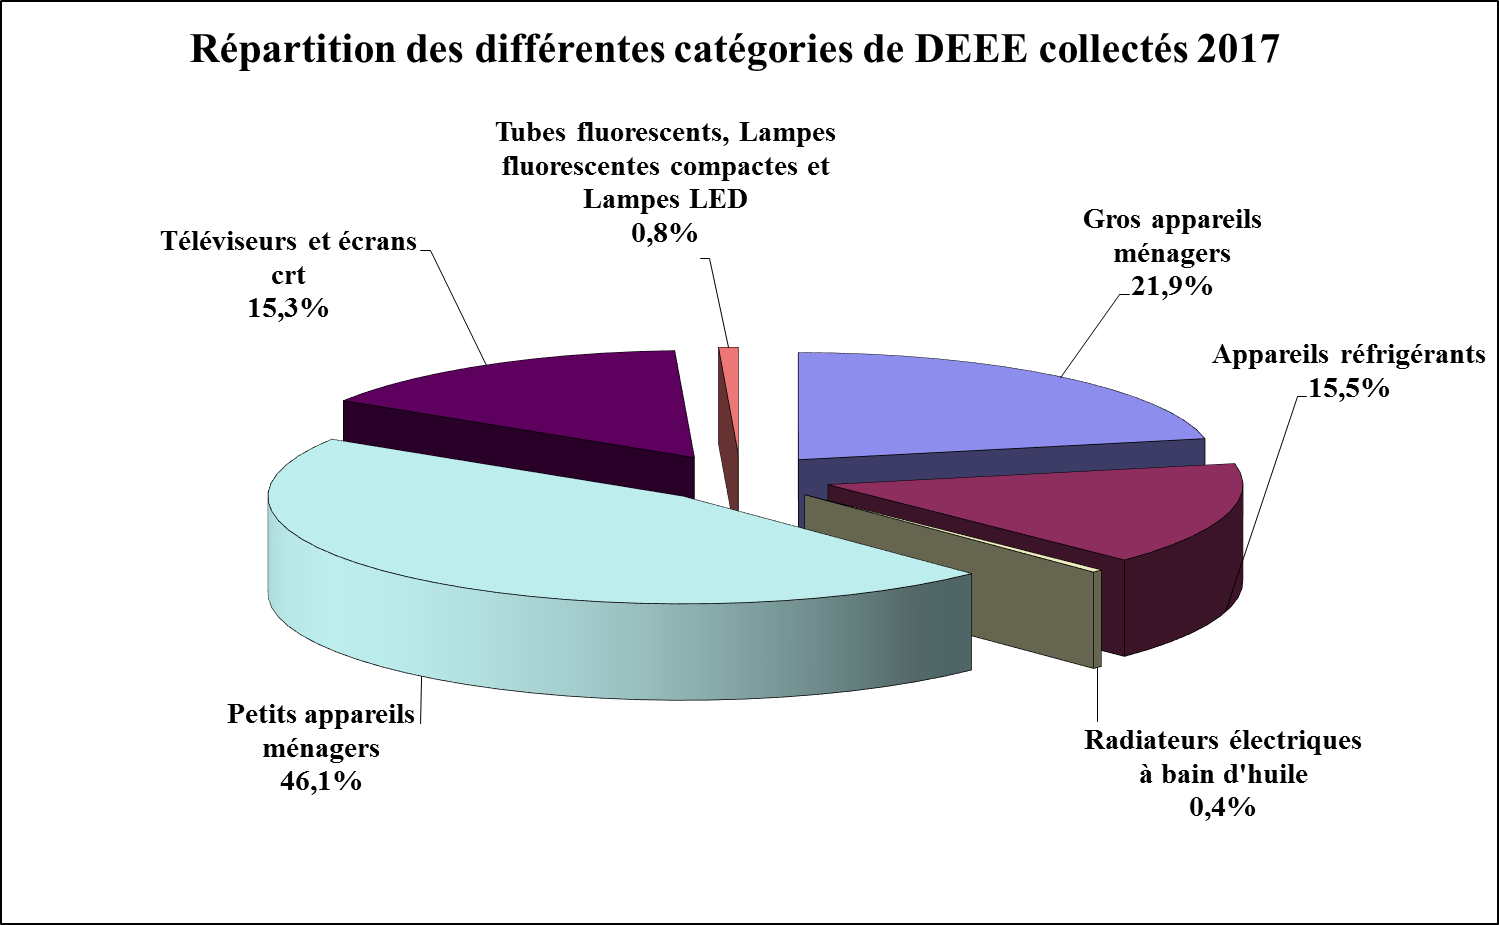 Répartition des différentes catégories de DEEE collectés 2017
Tubes fluorescents, Lampes
fluorescentes compactes et
Lampes LED
0,8%
Gros appareils
ménagers
21,9%
Téléviseurs et écrans
crt
15,3%
Appareils réfrigérants
15,5%
Petits appareils
ménagers
46,1%
Radiateurs électriques
à bain d'huile
0,4%